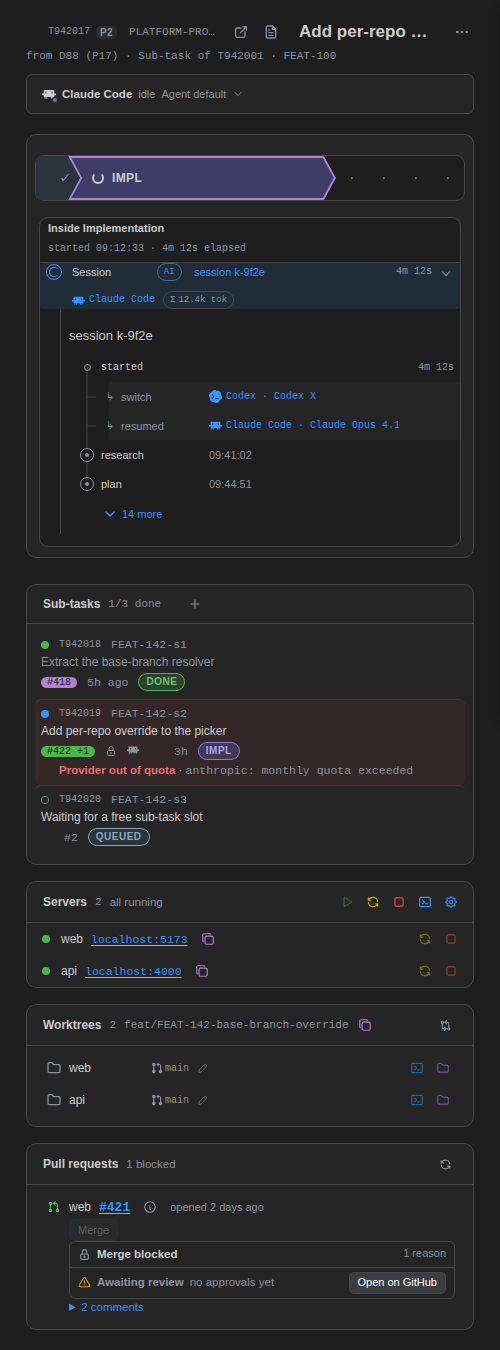 T942017 P2 PLATFORM-PRO… Add per-repo …
from D88 (P17) · Sub-task of T942001 · FEAT-100
Claude Code idle Agent default
✓ IMPL · · · ·
Inside Implementation
started 09:12:33 · 4m 12s elapsed
Session AI session k-9f2e 4m 12s
Claude Code Σ 12.4k tok
session k-9f2e
started 4m 12s
↳ switch Codex · Codex X
↳ resumed Claude Code · Claude Opus 4.1
research 09:41:02
plan 09:44:51
14 more
Sub-tasks 1/3 done +
T942018 FEAT-142-s1
Extract the base-branch resolver
#418 5h ago DONE
T942019 FEAT-142-s2
Add per-repo override to the picker
#422 +1 3h IMPL
Provider out of quota · anthropic: monthly quota exceeded
T942020 FEAT-142-s3
Waiting for a free sub-task slot
#2 QUEUED
Servers 2 all running
web localhost:5173
api localhost:4000
Worktrees 2 feat/FEAT-142-base-branch-override
web main
api main
Pull requests 1 blocked
web #421 opened 2 days ago
Merge
Merge blocked 1 reason
Awaiting review no approvals yet Open on GitHub
2 comments